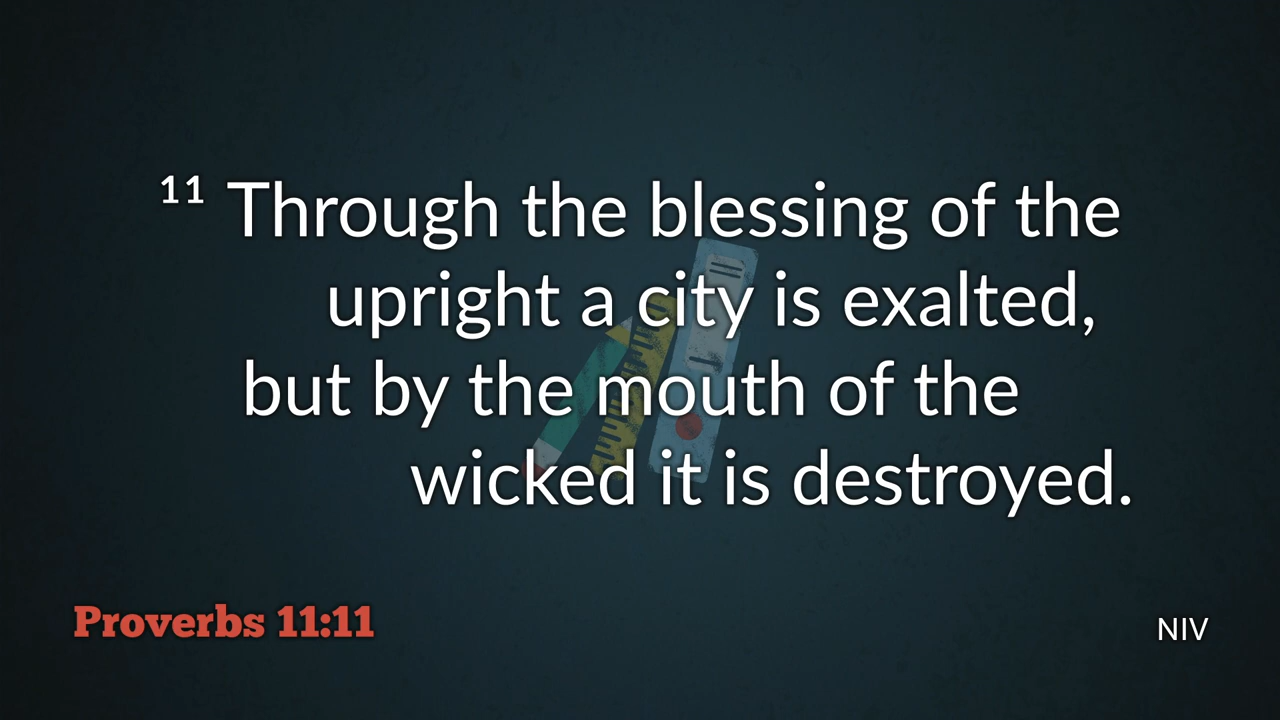 ¹¹ Through the blessing of the
upright a city is exalted,
but by the mouth of the
wicked it is destroyed.
Proverbs 11:11
NIV